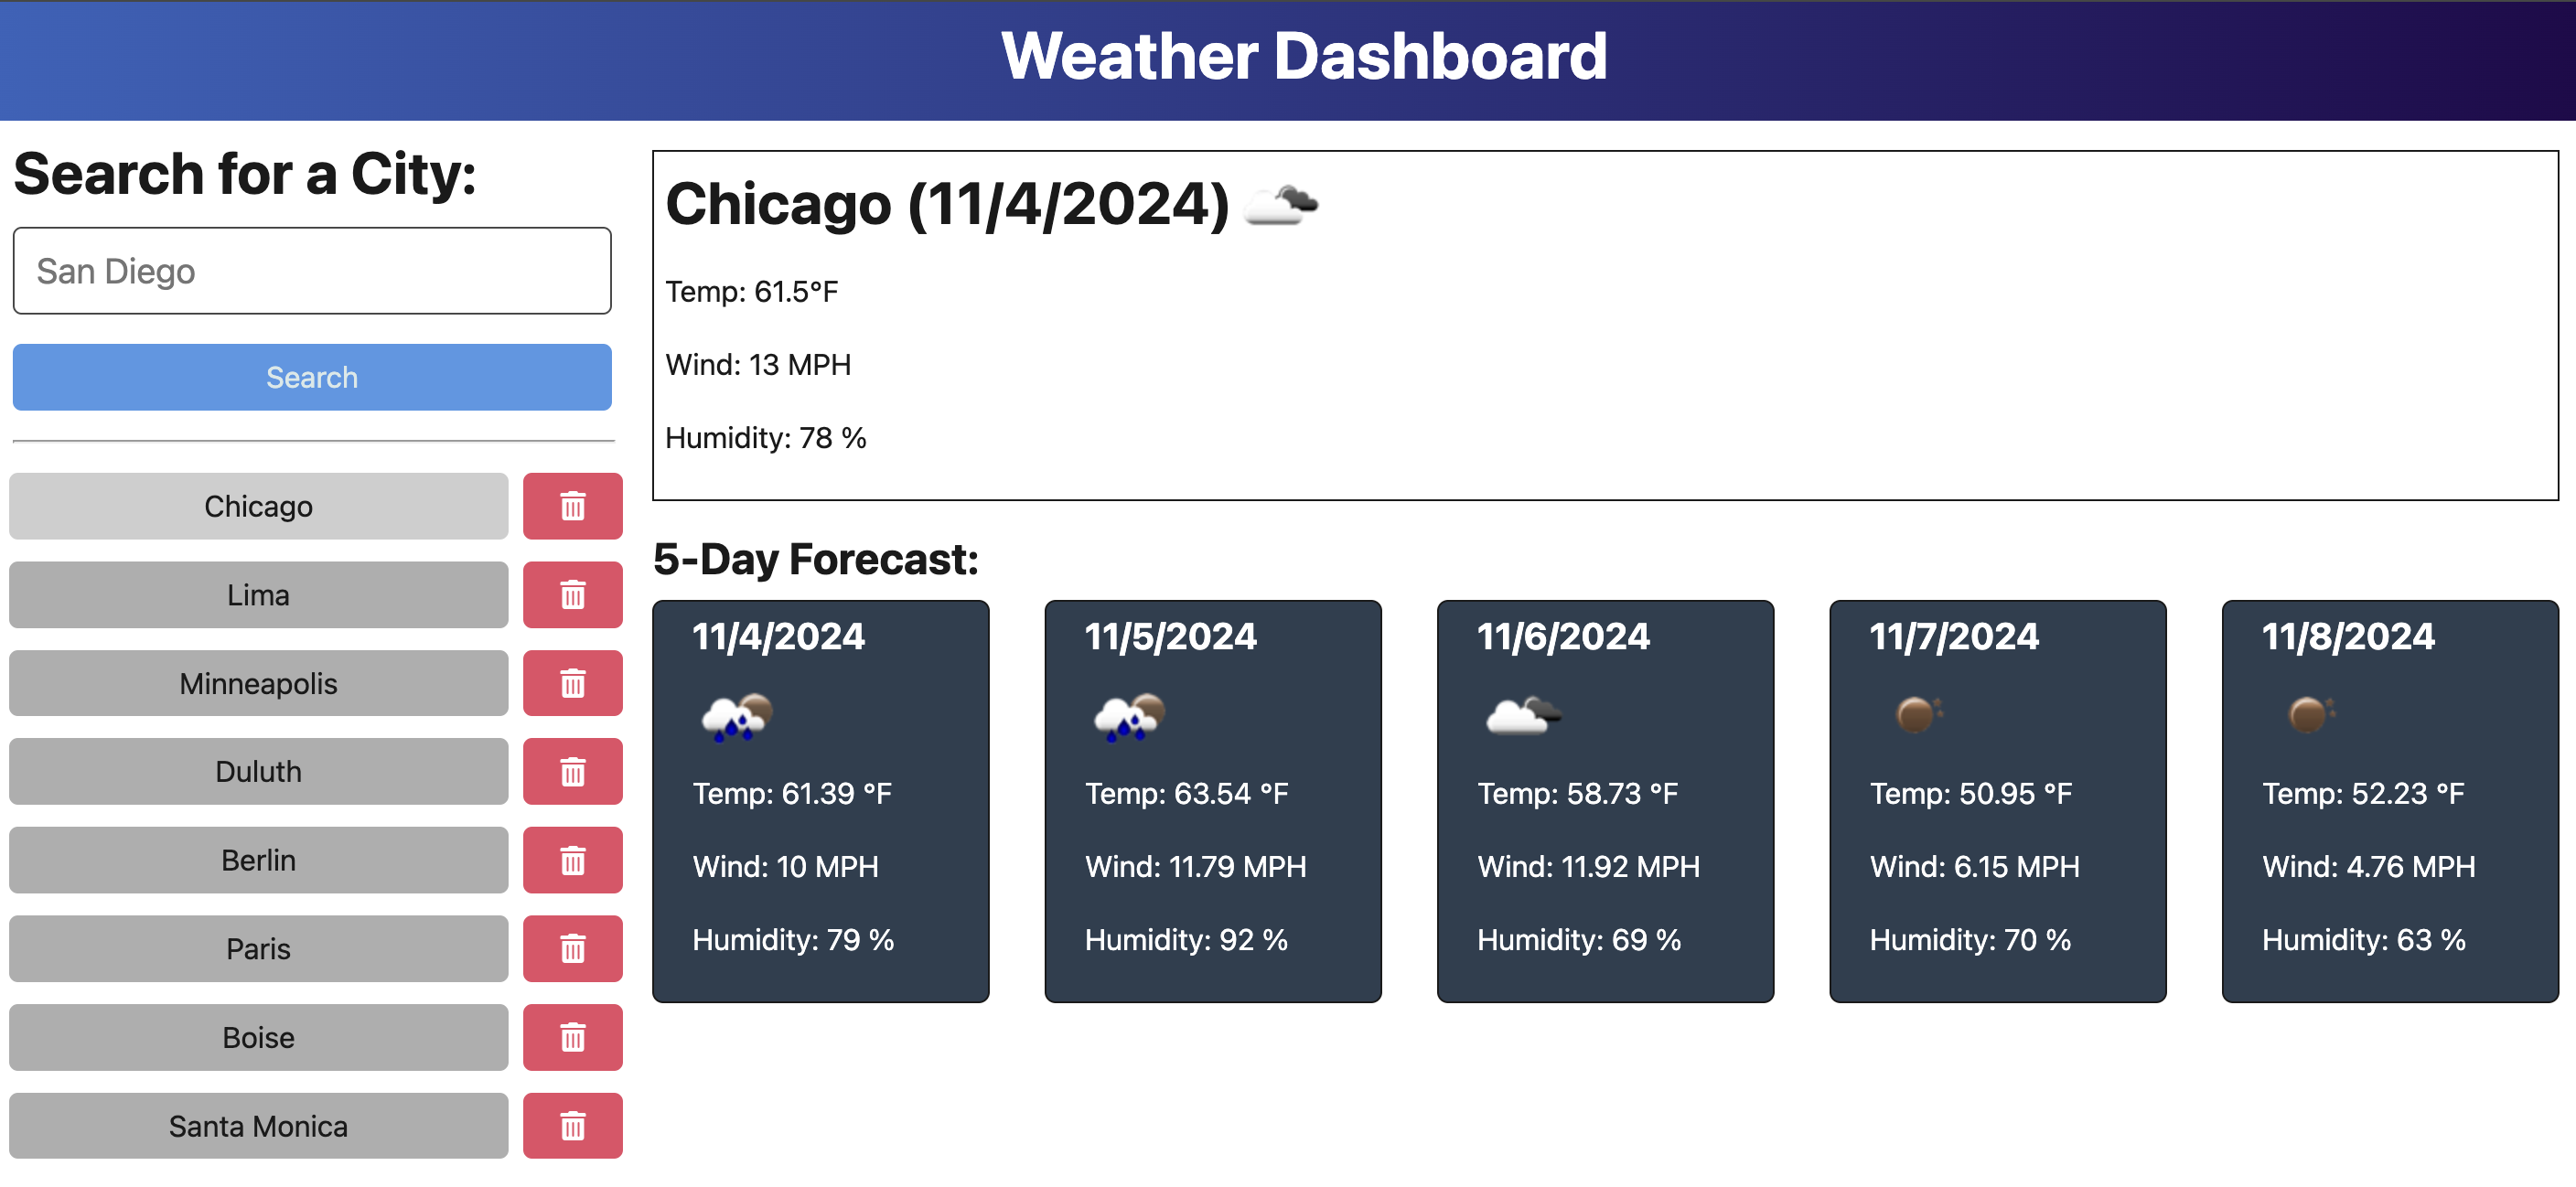 Weather Dashboard
Search for a City:
San Diego
Search
Chicago
Lima
Minneapolis
Duluth
Berlin
Paris
Boise
Santa Monica
Chicago (11/4/2024)
Temp: 61.5°F
Wind: 13 MPH
Humidity: 78 %
5-Day Forecast:
11/4/2024
Temp: 61.39 °F
Wind: 10 MPH
Humidity: 79 %
11/5/2024
Temp: 63.54 °F
Wind: 11.79 MPH
Humidity: 92 %
11/6/2024
Temp: 58.73 °F
Wind: 11.92 MPH
Humidity: 69 %
11/7/2024
Temp: 50.95 °F
Wind: 6.15 MPH
Humidity: 70 %
11/8/2024
Temp: 52.23 °F
Wind: 4.76 MPH
Humidity: 63 %